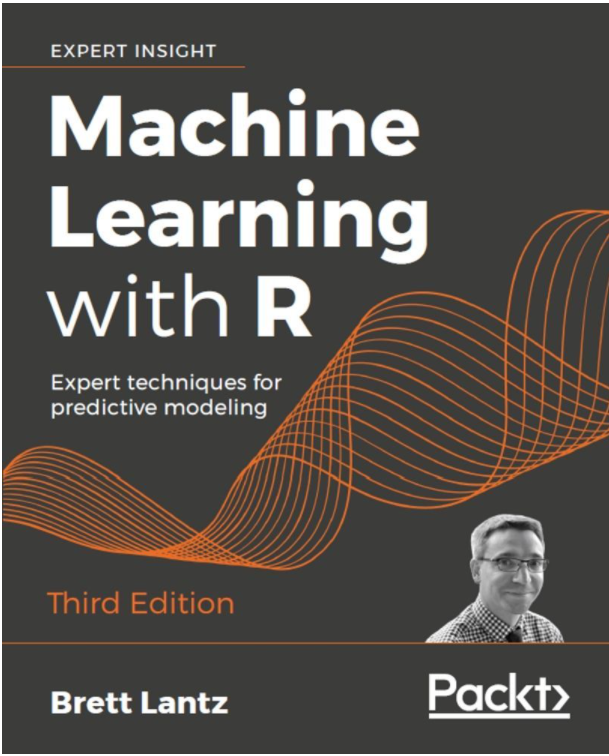 EXPERT INSIGHT
Machine
Learning
with R
Expert techniques for
predictive modeling
Third Edition
Brett Lantz
Packt>